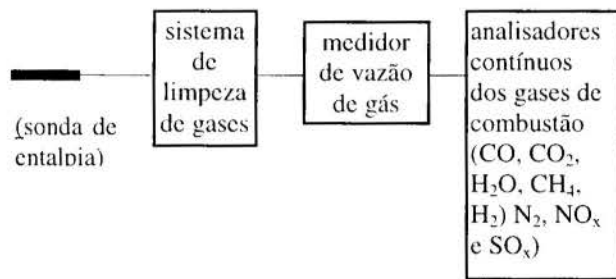 (sonda de
entalpia)
sistema
de
limpeza
de gases
medidor
de vazão
de gás
analisadores
contínuos
dos gases de
combustão
(CO, CO₂,
H₂O, CH₄,
H₂) N₂, NOₓ
e SOₓ)